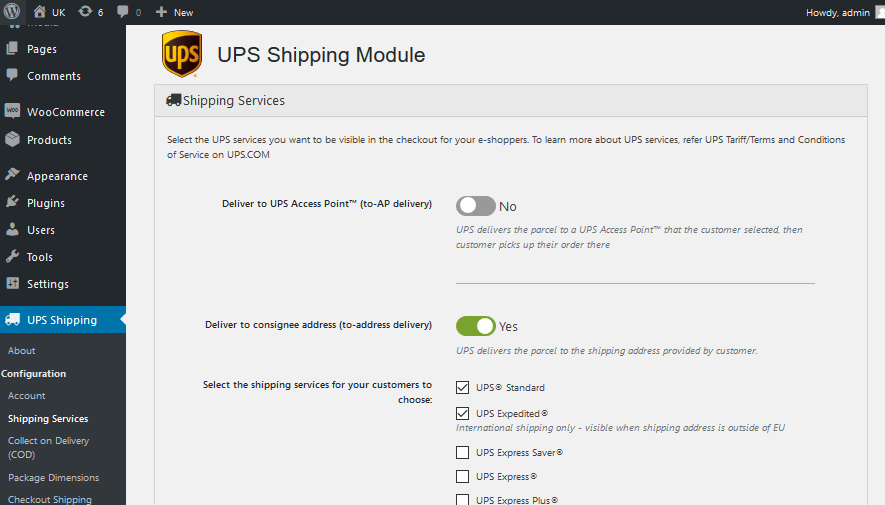 UK 6 0 New Howdy, admin
Pages
Comments
WooCommerce
Products
Appearance
Plugins
Users
Tools
Settings
UPS Shipping
About
Configuration
Account
Shipping Services
Collect on Delivery
(COD)
Package Dimensions
Checkout Shipping
ups
UPS Shipping Module
Shipping Services
Select the UPS services you want to be visible in the checkout for your e-shoppers. To learn more about UPS services, refer UPS Tariff/Terms and Conditions
of Service on UPS.COM
Deliver to UPS Access Point™ (to-AP delivery) No
UPS delivers the parcel to a UPS Access Point™ that the customer selected, then
customer picks up their order there
Deliver to consignee address (to-address delivery) Yes
UPS delivers the parcel to the shipping address provided by customer.
Select the shipping services for your customers to
choose:
UPS® Standard
UPS Expedited®
International shipping only - visible when shipping address is outside of EU
UPS Express Saver®
UPS Express®
UPS Express Plus®